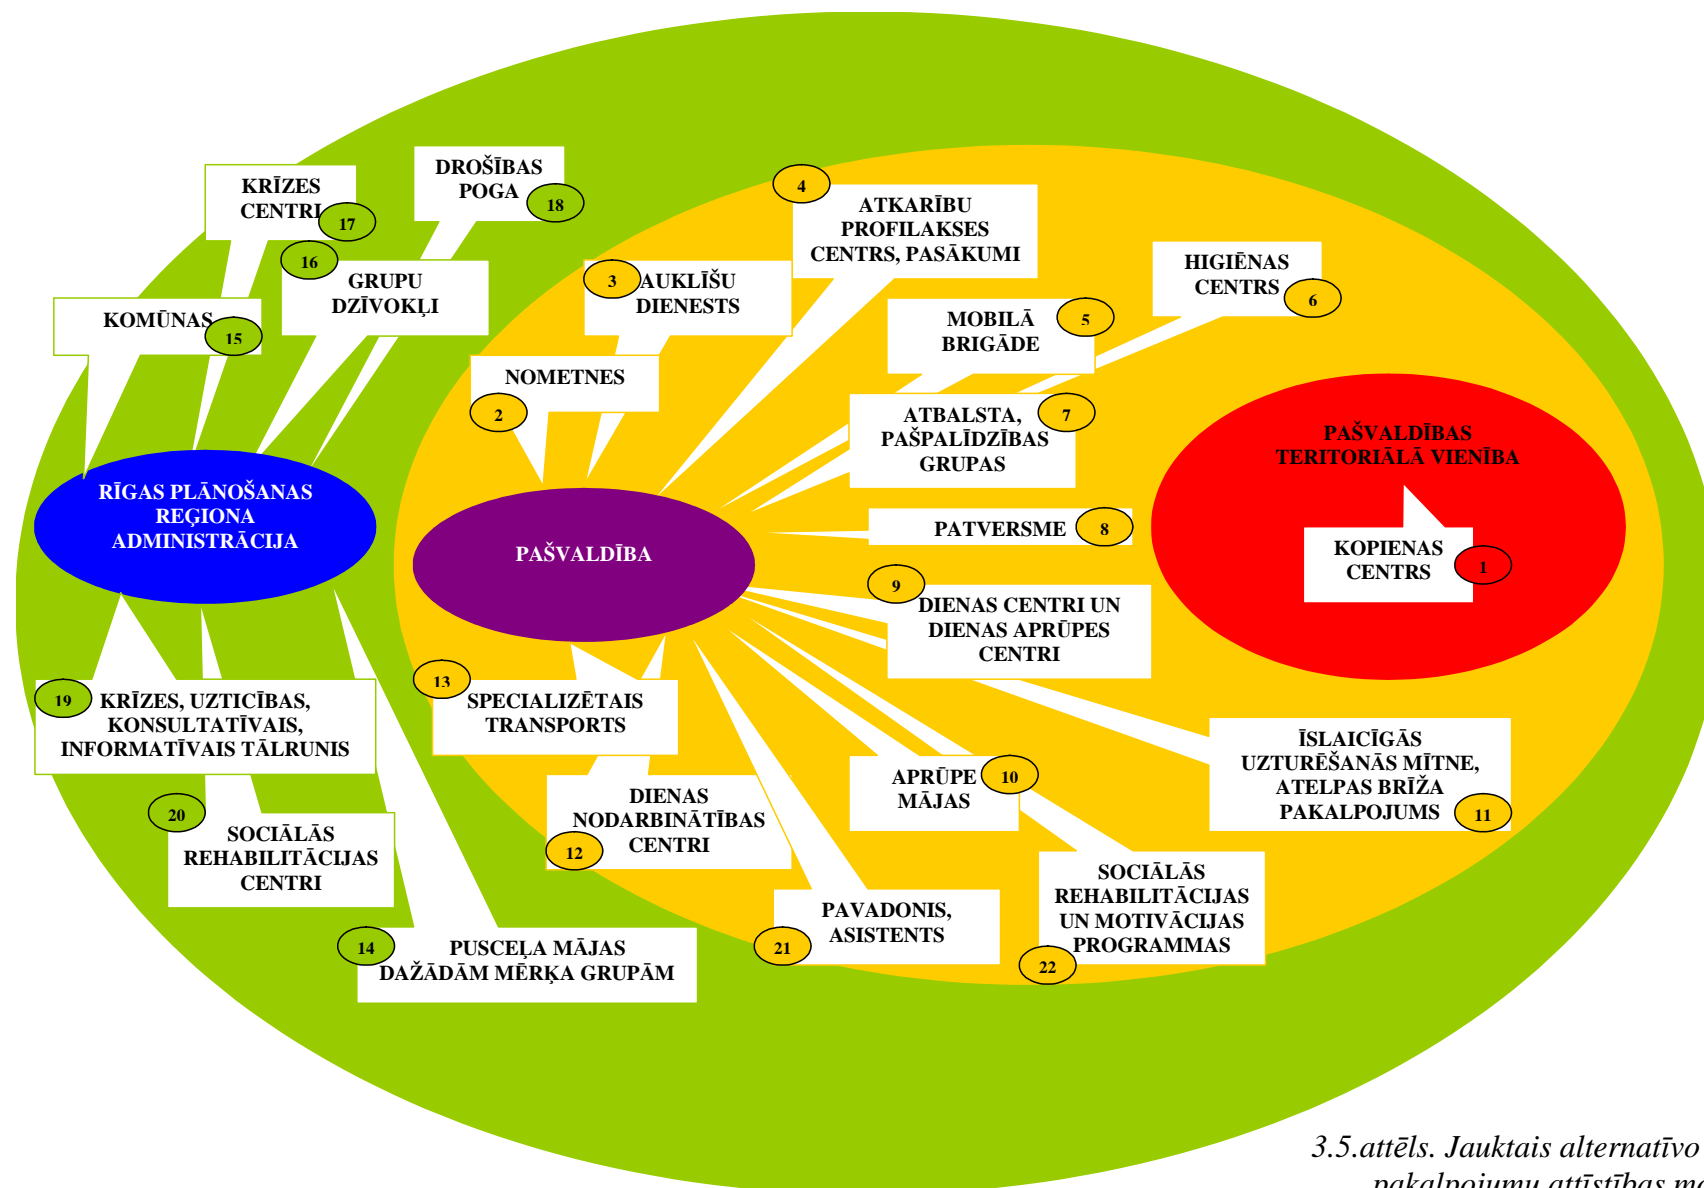 KRĪZES
CENTRI
17
DROŠĪBAS
POGA
18
16
GRUPU
DZĪVOKĻI
KOMŪNAS
15
4
ATKARĪBU
PROFILAKSES
CENTRS, PASĀKUMI
3
AUKLĪŠU
DIENESTS
HIGIĒNAS
CENTRS
6
MOBILĀ
BRIGĀDE
5
NOMETNES
2
ATBALSTA,
PAŠPALĪDZĪBAS
GRUPAS
7
PAŠVALDĪBAS
TERITORIĀLĀ VIENĪBA
KOPIENAS
CENTRS
1
RĪGAS PLĀNOŠANAS
REĢIONA
ADMINISTRĀCIJA
PAŠVALDĪBA
PATVERSME
8
9
DIENAS CENTRI UN
DIENAS APRŪPES
CENTRI
19
KRĪZES, UZTICĪBAS,
KONSULTATĪVAIS,
INFORMATĪVAIS TĀLRUNIS
13
SPECIALIZĒTAIS
TRANSPORTS
ĪSLAICĪGĀS
UZTURĒŠANĀS MĪTNE,
ATELPAS BRĪŽA
PAKALPOJUMS
11
APRŪPE
MĀJAS
10
DIENAS
NODARBINĀTĪBAS
CENTRI
12
20
SOCIĀLĀS
REHABILITĀCIJAS
CENTRI
SOCIĀLĀS
REHABILITĀCIJAS
UN MOTIVĀCIJAS
PROGRAMMAS
22
PAVADONIS,
ASISTENTS
21
14
PUSCEĻA MĀJAS
DAŽĀDĀM MĒRĶA GRUPĀM
3.5.attēls. Jauktais alternatīvo
pakalpojumu attīstības